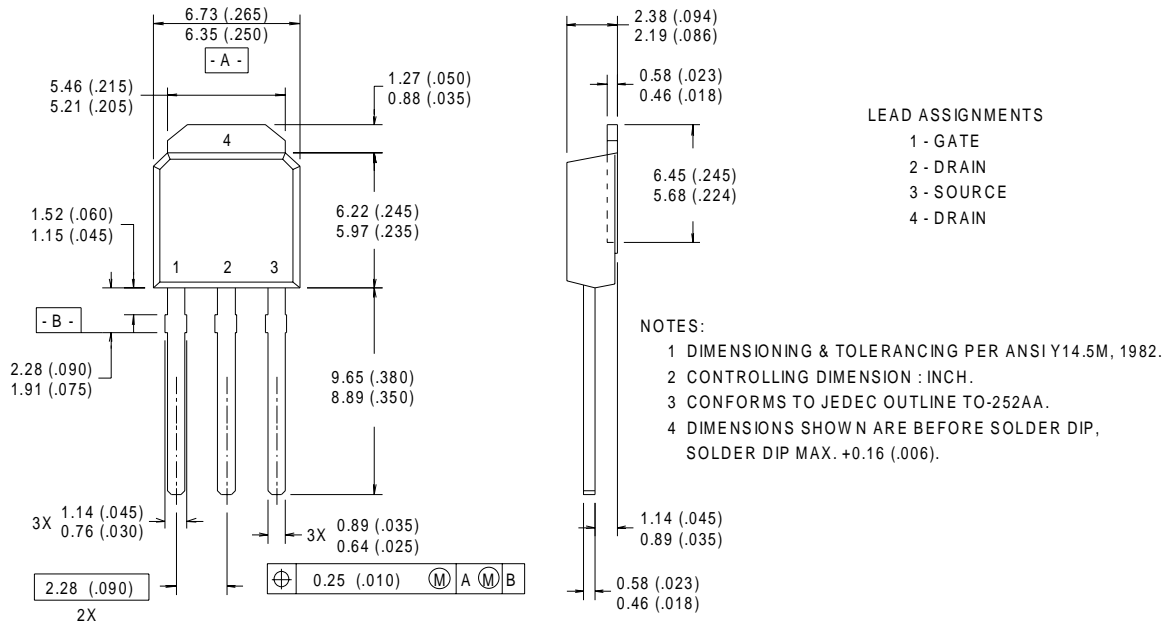 6.73 (.265)
6.35 (.250)
- A -
5.46 (.215)
5.21 (.205)
1.27 (.050)
0.88 (.035)
4
1.52 (.060)
1.15 (.045)
6.22 (.245)
5.97 (.235)
1 2 3
- B -
2.28 (.090)
1.91 (.075)
9.65 (.380)
8.89 (.350)
3X 1.14 (.045)
0.76 (.030)
3X 0.89 (.035)
0.64 (.025)
2.28 (.090)
2X
⌖ 0.25 (.010) Ⓜ A Ⓜ B
2.38 (.094)
2.19 (.086)
0.58 (.023)
0.46 (.018)
6.45 (.245)
5.68 (.224)
1.14 (.045)
0.89 (.035)
0.58 (.023)
0.46 (.018)
LEAD ASSIGNMENTS
1 - GATE
2 - DRAIN
3 - SOURCE
4 - DRAIN
NOTES:
1 DIMENSIONING & TOLERANCING PER ANSI Y14.5M, 1982.
2 CONTROLLING DIMENSION : INCH.
3 CONFORMS TO JEDEC OUTLINE TO-252AA.
4 DIMENSIONS SHOWN ARE BEFORE SOLDER DIP,
SOLDER DIP MAX. +0.16 (.006).